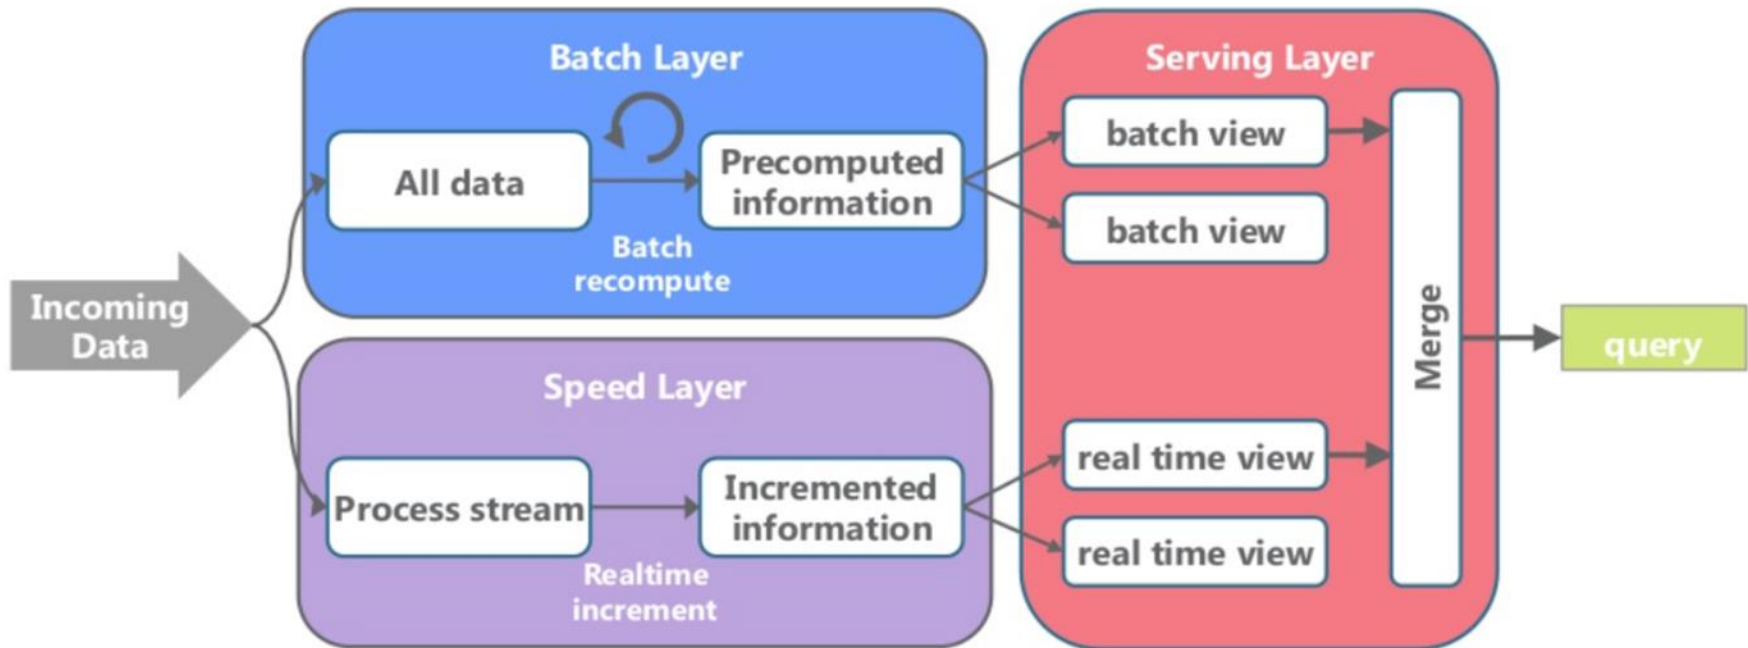 Batch Layer
All data
Precomputed
information
Batch
recompute
Incoming
Data
Speed Layer
Process stream
Incremented
information
Realtime
increment
Serving Layer
batch view
batch view
real time view
real time view
Merge
query